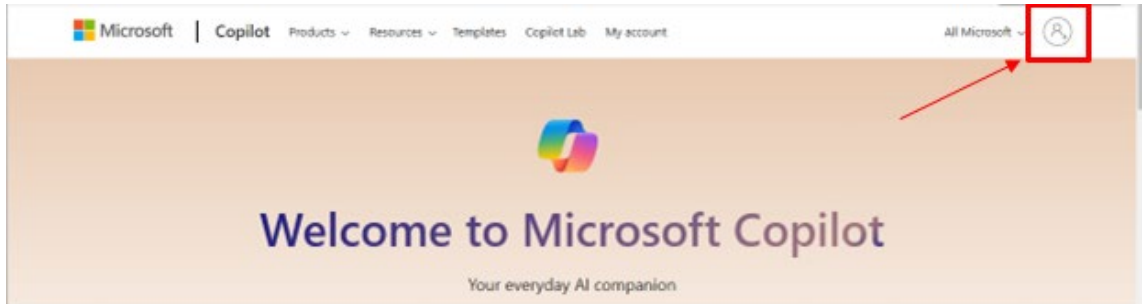 Microsoft | Copilot Products Resources Templates Copilot Lab My account All Microsoft
Welcome to Microsoft Copilot
Your everyday AI companion